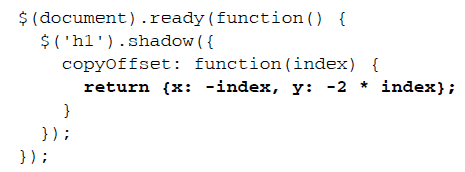 $(document).ready(function() {
  $('h1').shadow({
    copyOffset: function(index) {
      return {x: -index, y: -2 * index};
    }
  });
});